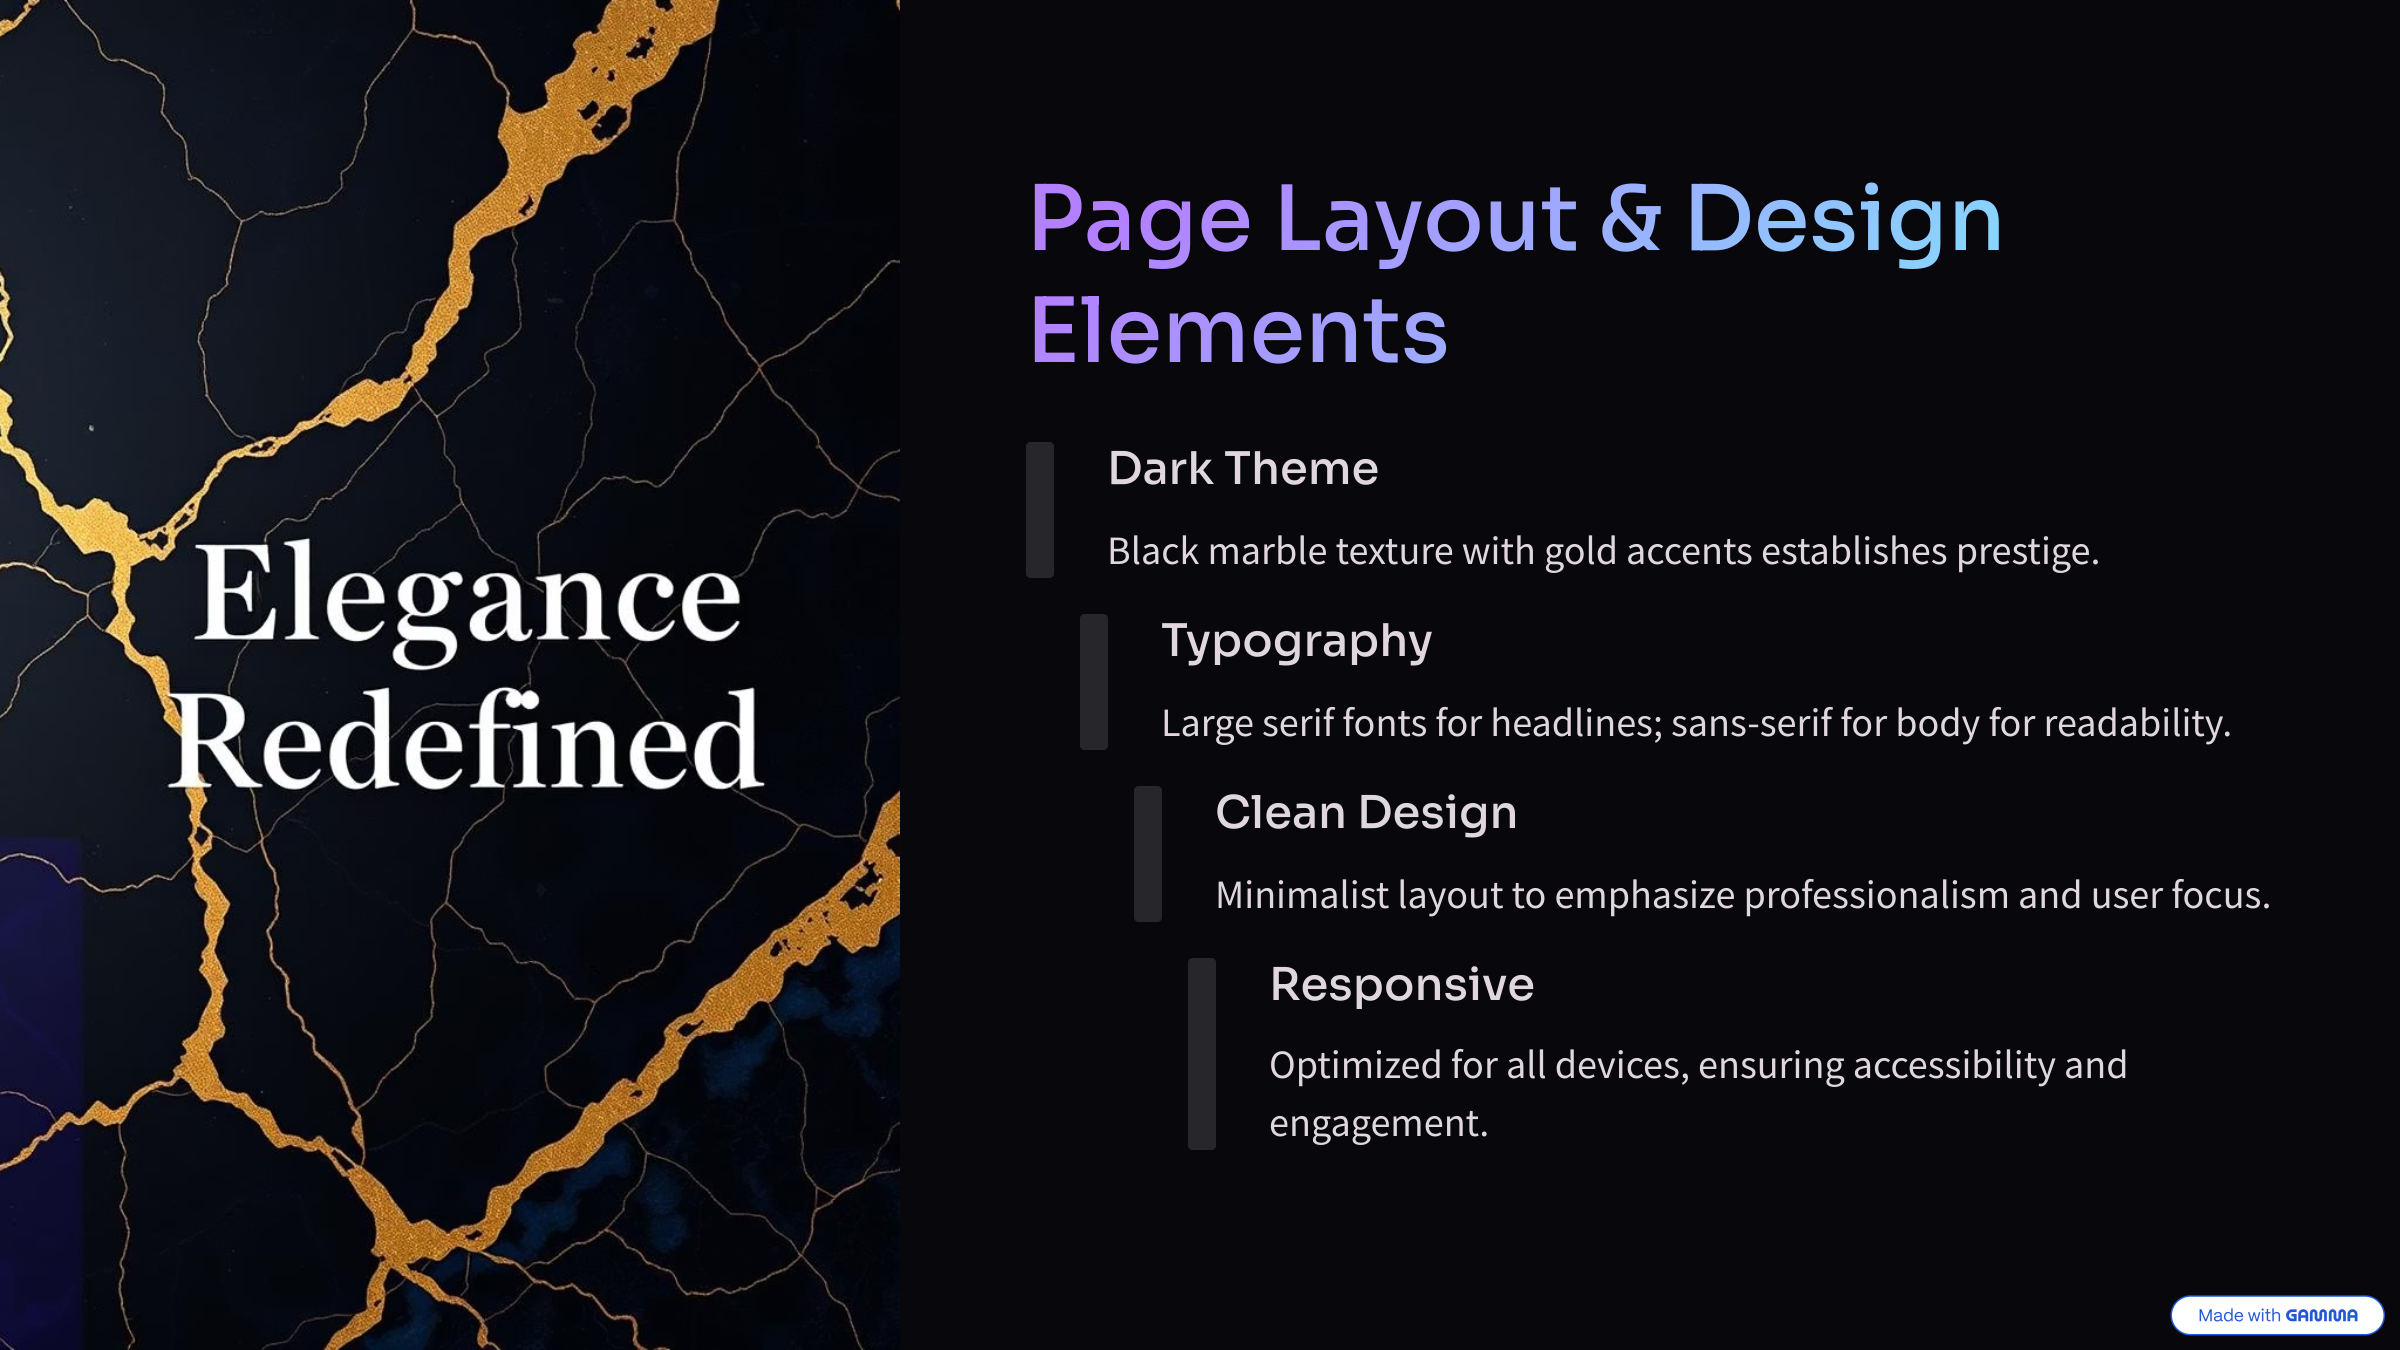 Elegance
Redefined
Page Layout & Design
Elements
Dark Theme
Black marble texture with gold accents establishes prestige.
Typography
Large serif fonts for headlines; sans-serif for body for readability.
Clean Design
Minimalist layout to emphasize professionalism and user focus.
Responsive
Optimized for all devices, ensuring accessibility and
engagement.
Made with GAMMA